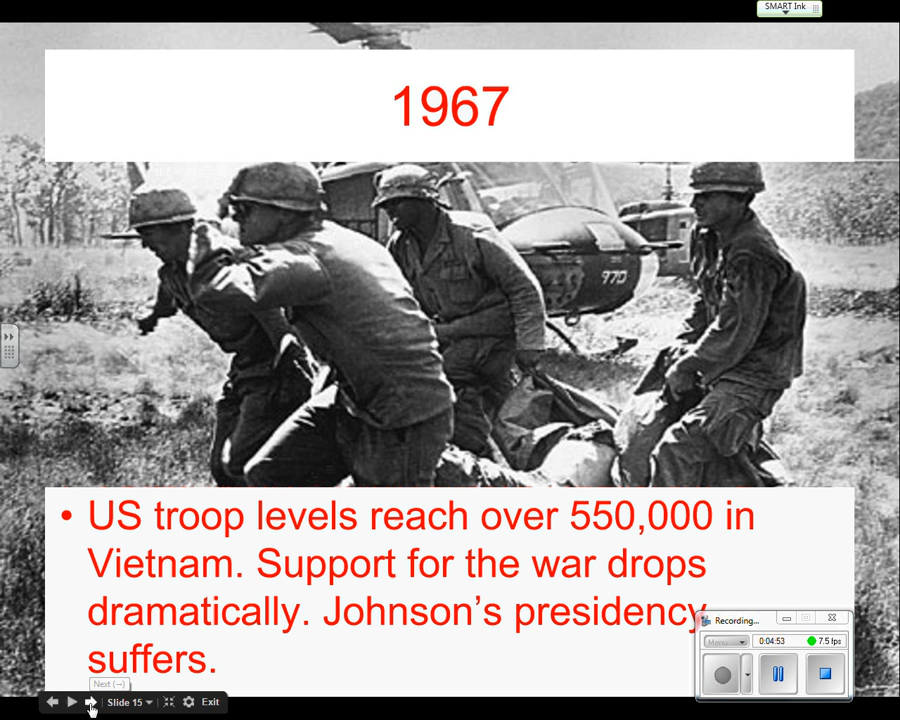 SMART Ink
1967
970
• US troop levels reach over 550,000 in
Vietnam. Support for the war drops
dramatically. Johnson's presidency
suffers.
Recording...
Menu
0:04:53
7.5 fps
Next (→)
Slide 15
Exit